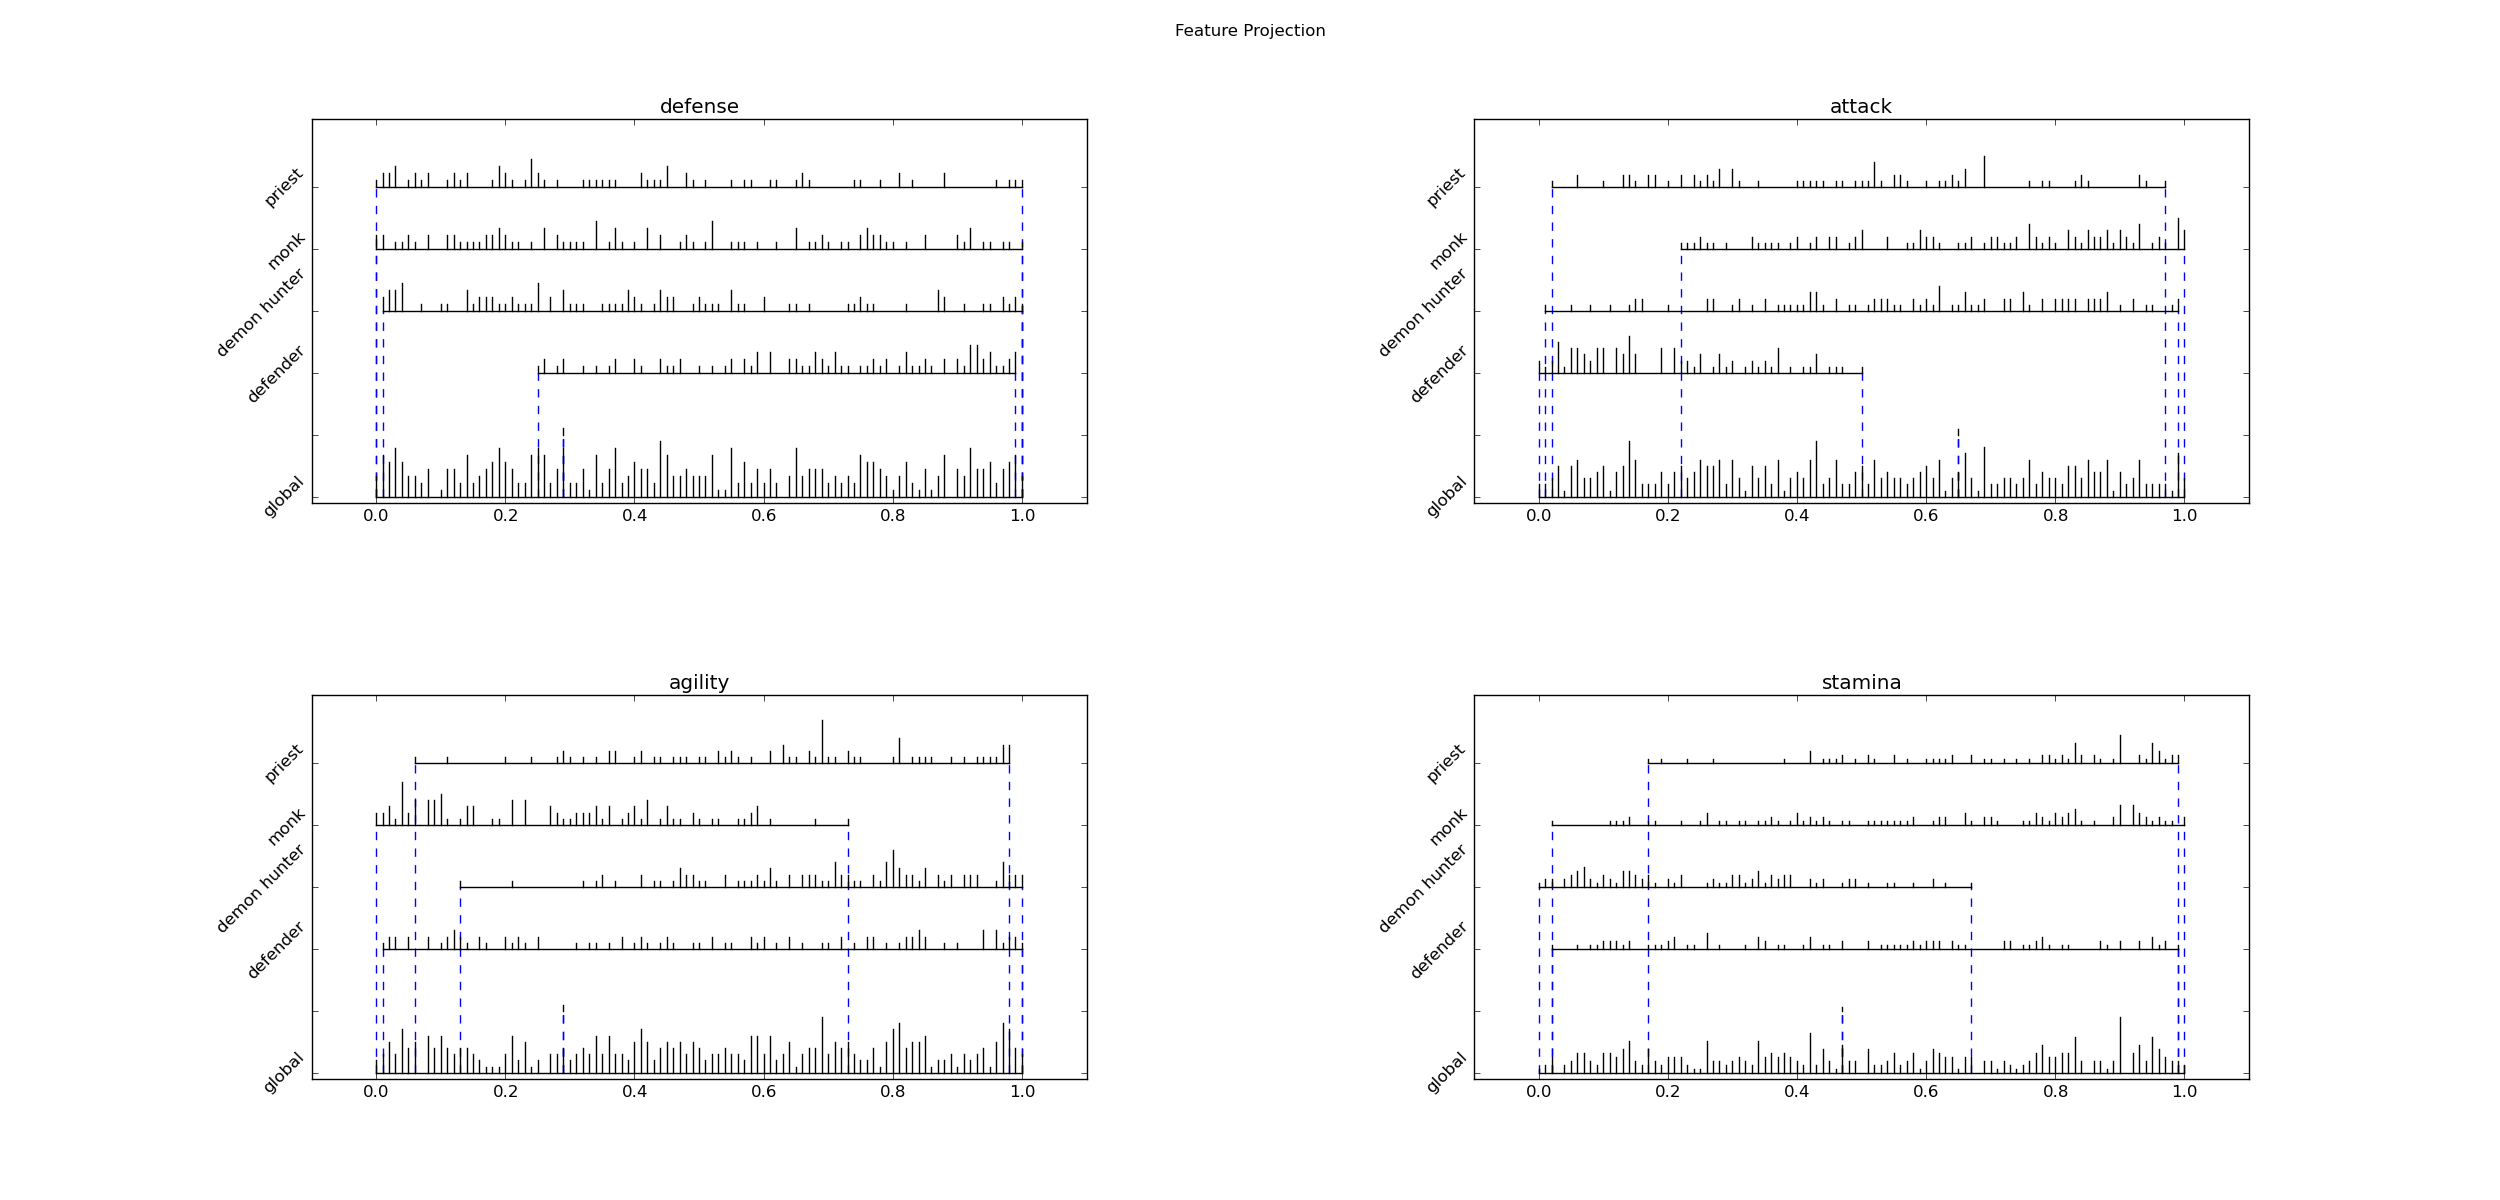 Feature Projection
defense
priest
monk
demon hunter
defender
global
0.0 0.2 0.4 0.6 0.8 1.0
attack
priest
monk
demon hunter
defender
global
0.0 0.2 0.4 0.6 0.8 1.0
agility
priest
monk
demon hunter
defender
global
0.0 0.2 0.4 0.6 0.8 1.0
stamina
priest
monk
demon hunter
defender
global
0.0 0.2 0.4 0.6 0.8 1.0